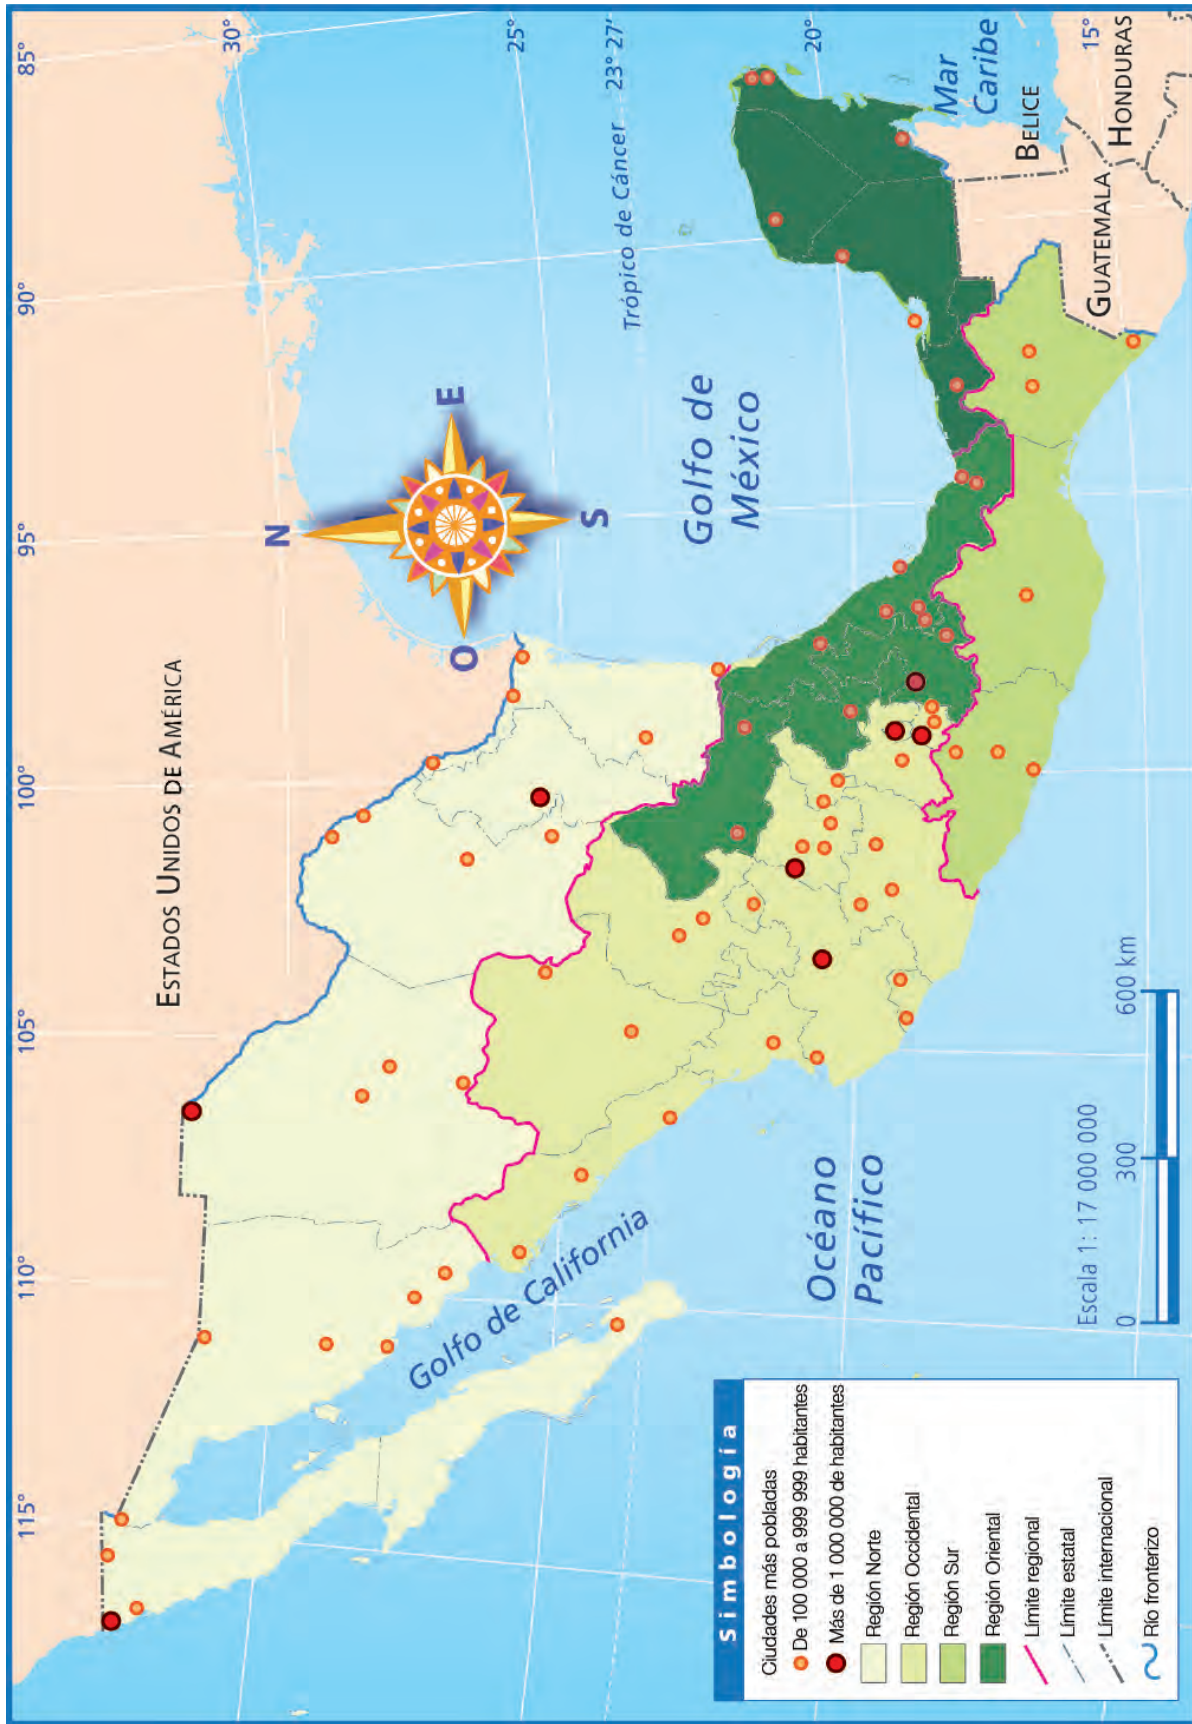 115°
110°
105°
100°
95°
90°
85°
30°
25°
23° 27'
20°
15°
ESTADOS UNIDOS DE AMÉRICA
N
O
E
S
Golfo de
México
Trópico de Cáncer
Mar
Caribe
BELICE
GUATEMALA
HONDURAS
Golfo de California
Océano
Pacífico
Escala 1: 17 000 000
0
300
600 km
Simbología
Ciudades más pobladas
De 100 000 a 999 999 habitantes
Más de 1 000 000 de habitantes
Región Norte
Región Occidental
Región Sur
Región Oriental
Límite regional
Límite estatal
Límite internacional
Río fronterizo